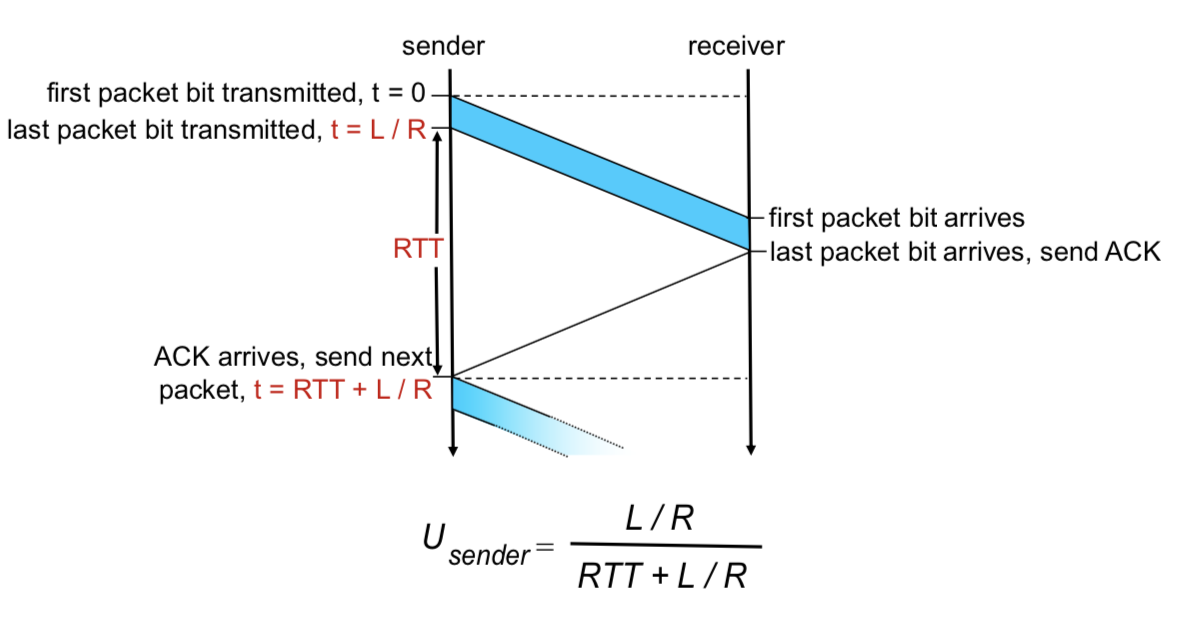 sender
receiver
first packet bit transmitted, t = 0
last packet bit transmitted, t = L / R
first packet bit arrives
RTT
last packet bit arrives, send ACK
ACK arrives, send next
packet, t = RTT + L / R
U sender = L / R
RTT + L / R